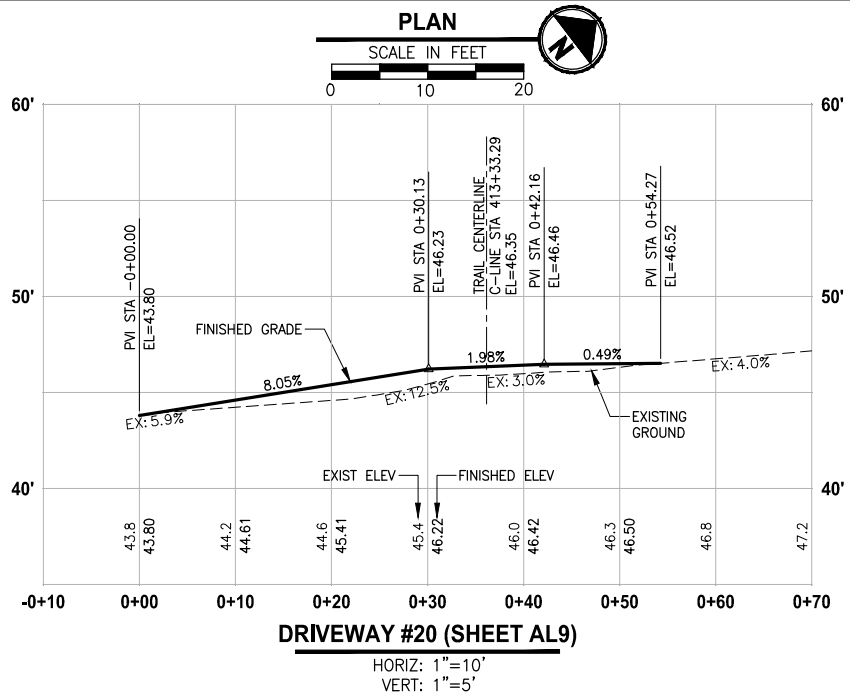 PLAN
SCALE IN FEET
0 10 20
N
60' 60'
PVI STA -0+00.00
EL=43.80
PVI STA 0+30.13
EL=46.23
TRAIL CENTERLINE
C-LINE STA 413+33.29
EL=46.35
PVI STA 0+42.16
EL=46.46
PVI STA 0+54.27
EL=46.52
50' 50'
FINISHED GRADE
8.05%
1.98%
0.49%
EX: 5.9%
EX: 12.5%
EX: 3.0%
EX: 4.0%
EXISTING
GROUND
EXIST ELEV
FINISHED ELEV
40' 40'
43.8
43.80
44.2
44.61
44.6
45.41
45.4
46.22
46.0
46.42
46.3
46.50
46.8
47.2
-0+10 0+00 0+10 0+20 0+30 0+40 0+50 0+60 0+70
DRIVEWAY #20 (SHEET AL9)
HORIZ: 1"=10'
VERT: 1"=5'